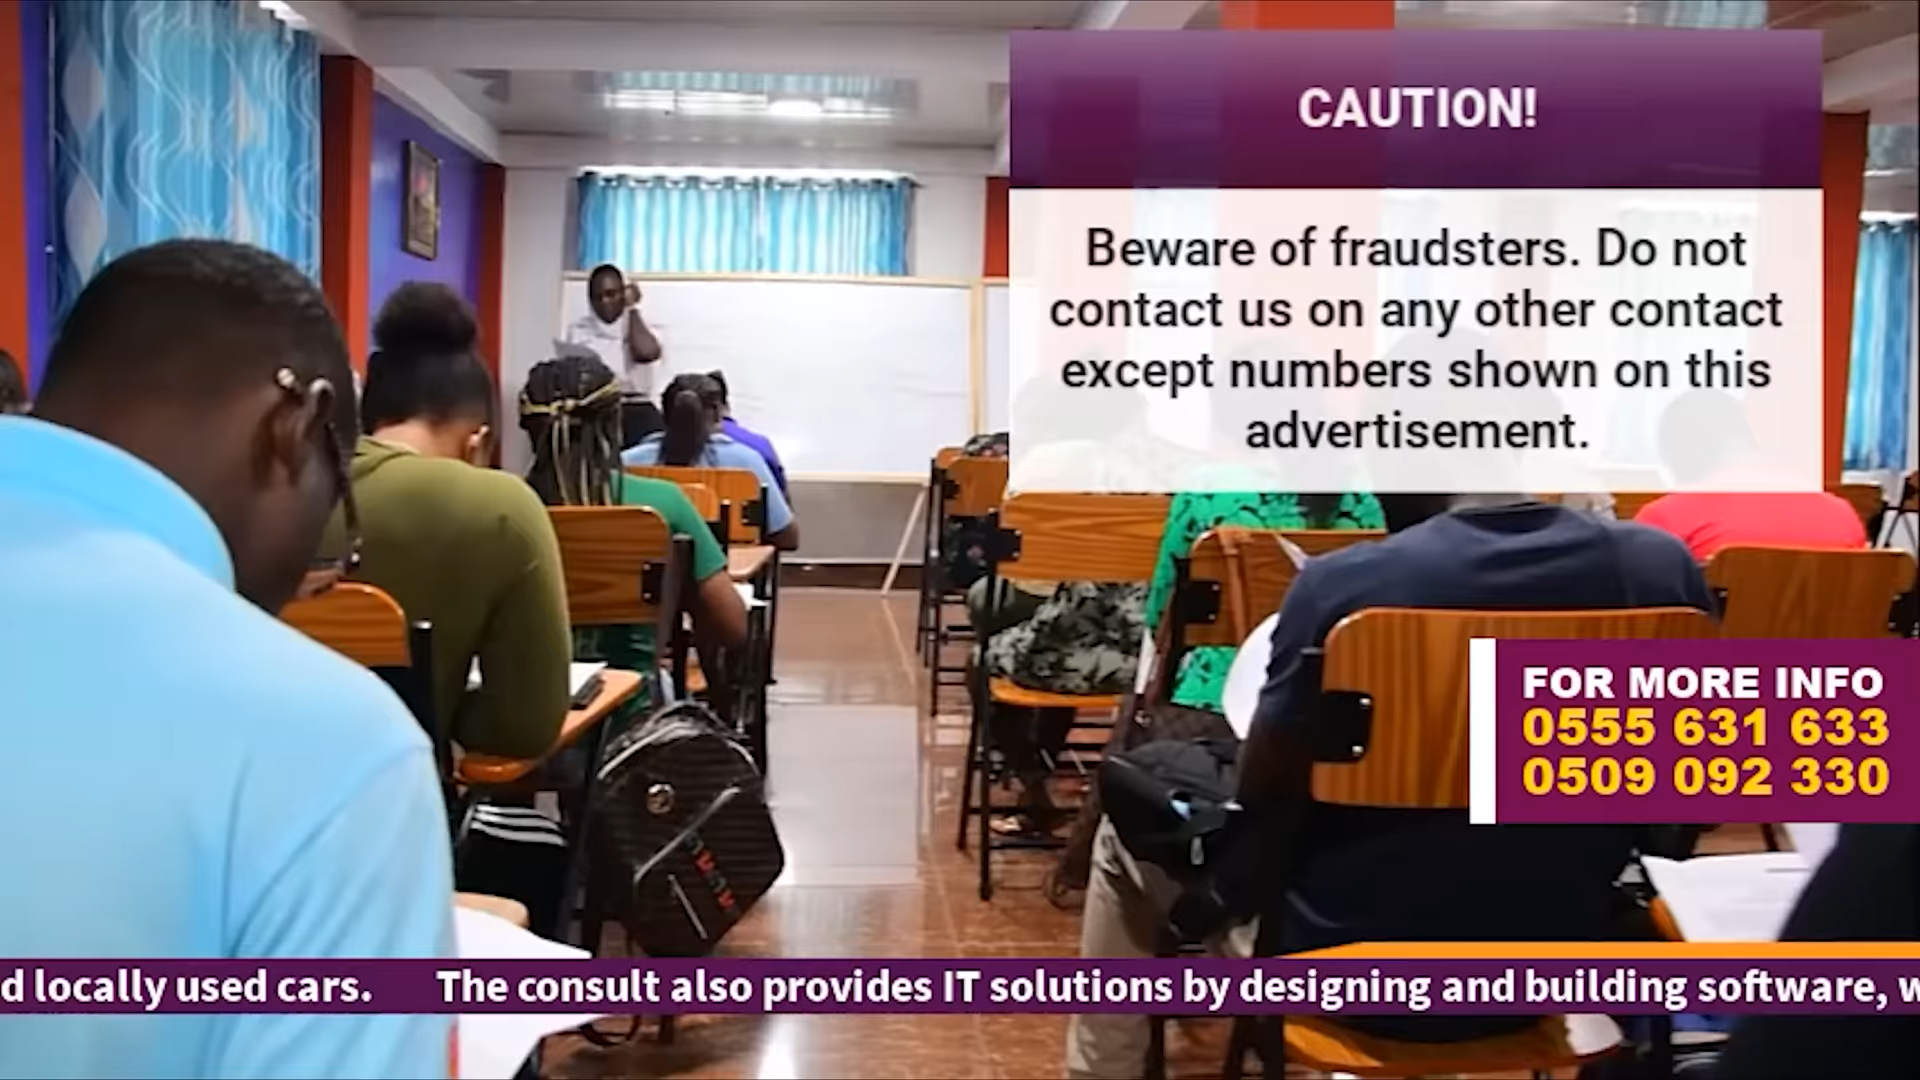 CAUTION!
Beware of fraudsters. Do not
contact us on any other contact
except numbers shown on this
advertisement.
FOR MORE INFO
0555 631 633
0509 092 330
locally used cars. The consult also provides IT solutions by designing and building software,